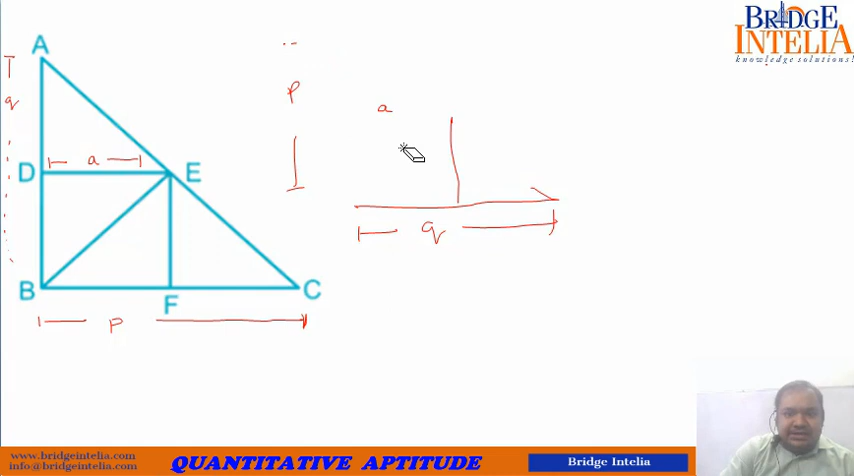 BRIDGE
INTELIA
knowledge solutions!
A
q
D
a
E
B
F
C
p
p
a
q
www.bridgeintelia.com
info@bridgeintelia.com
QUANTITATIVE APTITUDE
Bridge Intelia